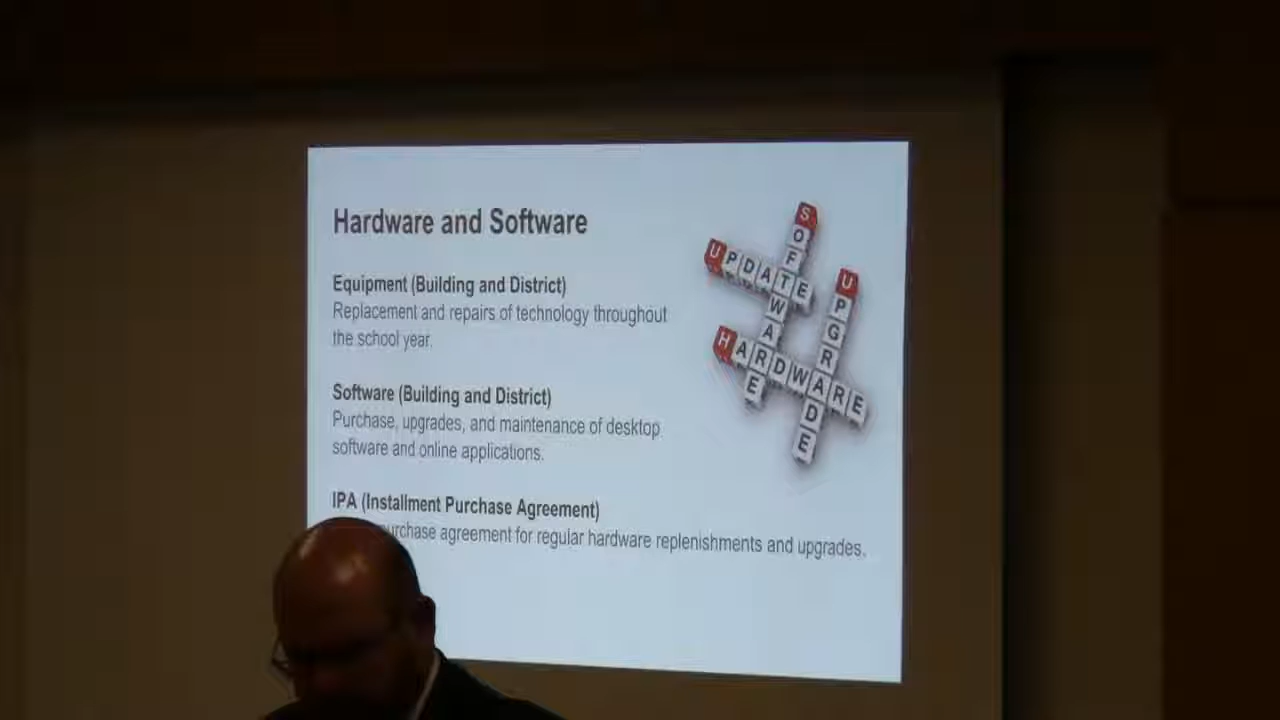 Hardware and Software
Equipment (Building and District)
Replacement and repairs of technology throughout
the school year.
Software (Building and District)
Purchase, upgrades, and maintenance of desktop
software and online applications.
IPA (Installment Purchase Agreement)
purchase agreement for regular hardware replenishments and upgrades.
SOFTWARE
UPDATE
UPGRADE
HARDWARE